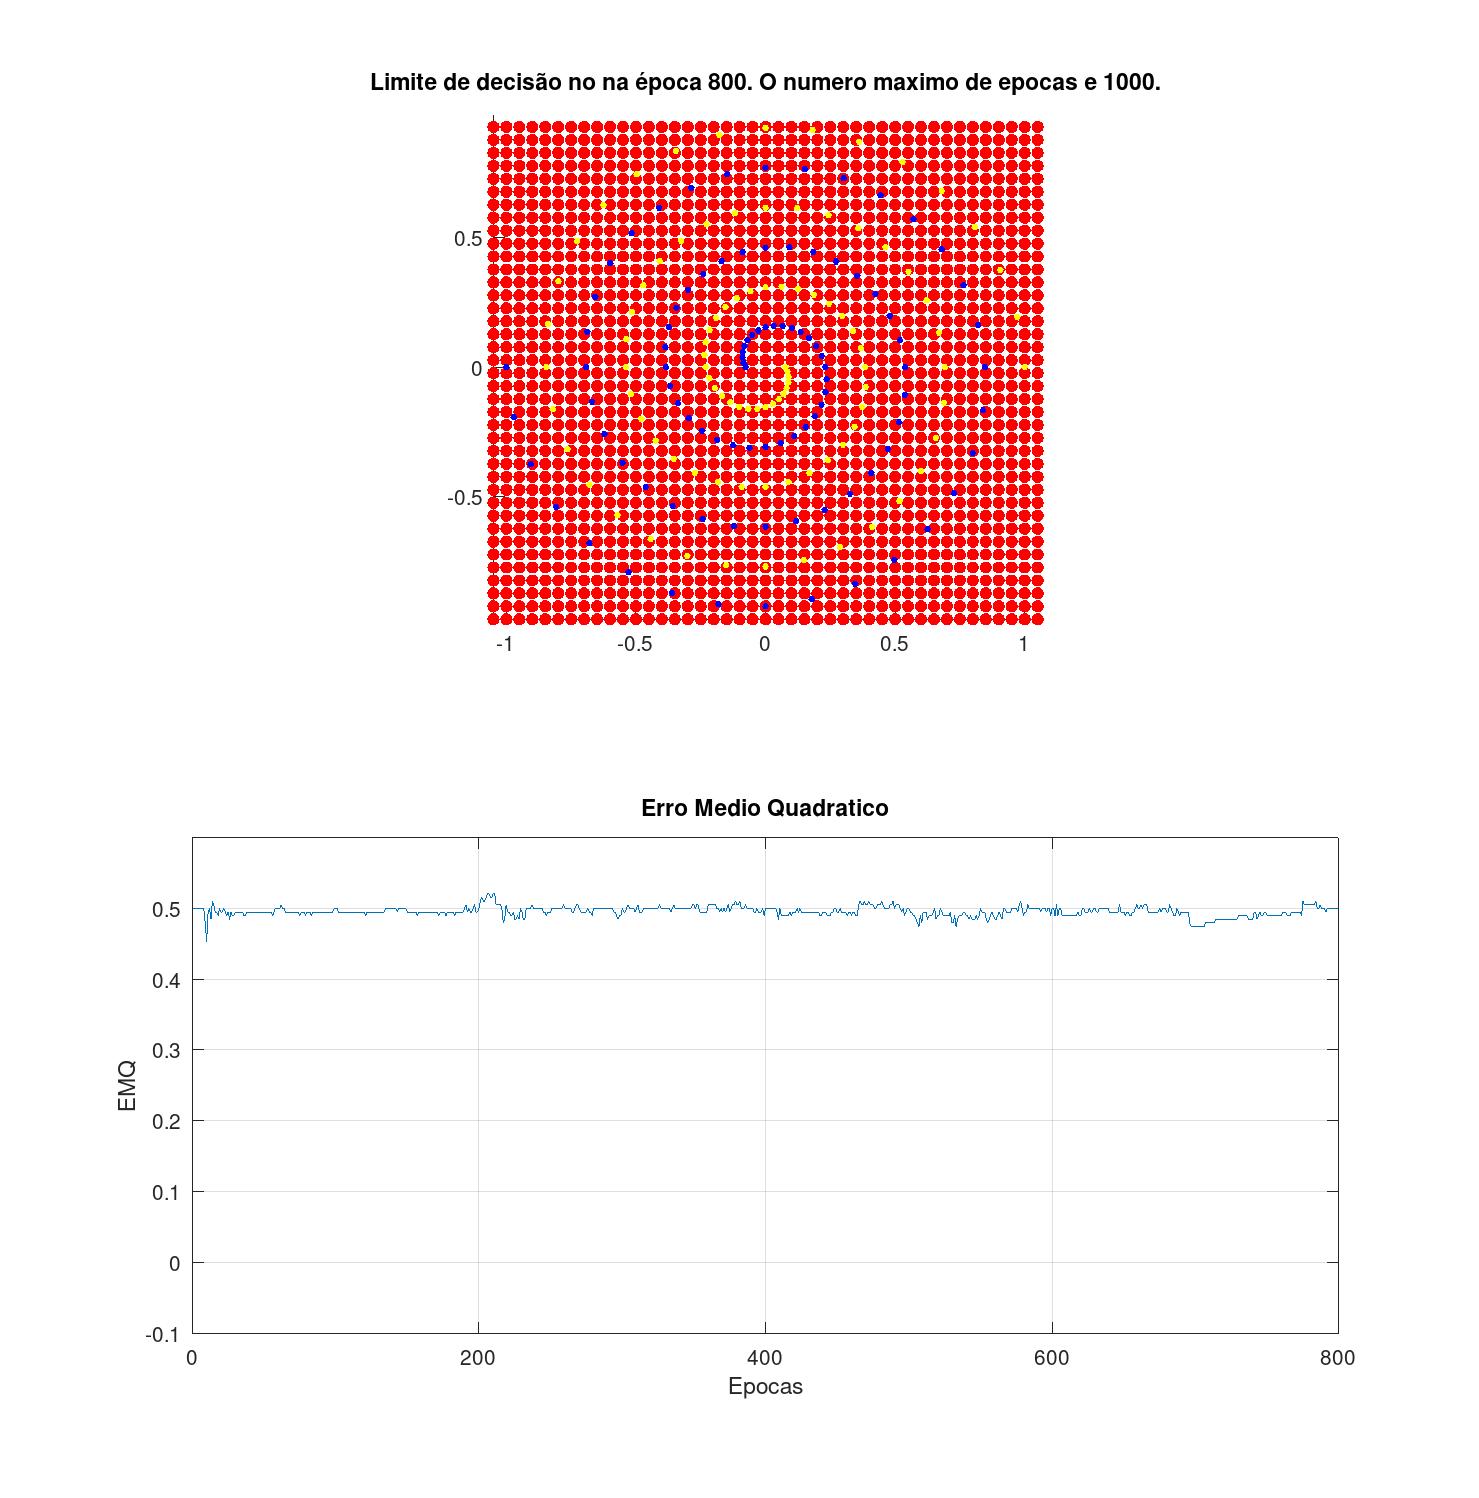 Limite de decisão no na época 800. O numero maximo de epocas e 1000.
0.5
0
-0.5
-1 -0.5 0 0.5 1
Erro Medio Quadratico
0.5
0.4
0.3
0.2
0.1
0
-0.1
EMQ
0 200 400 600 800
Epocas